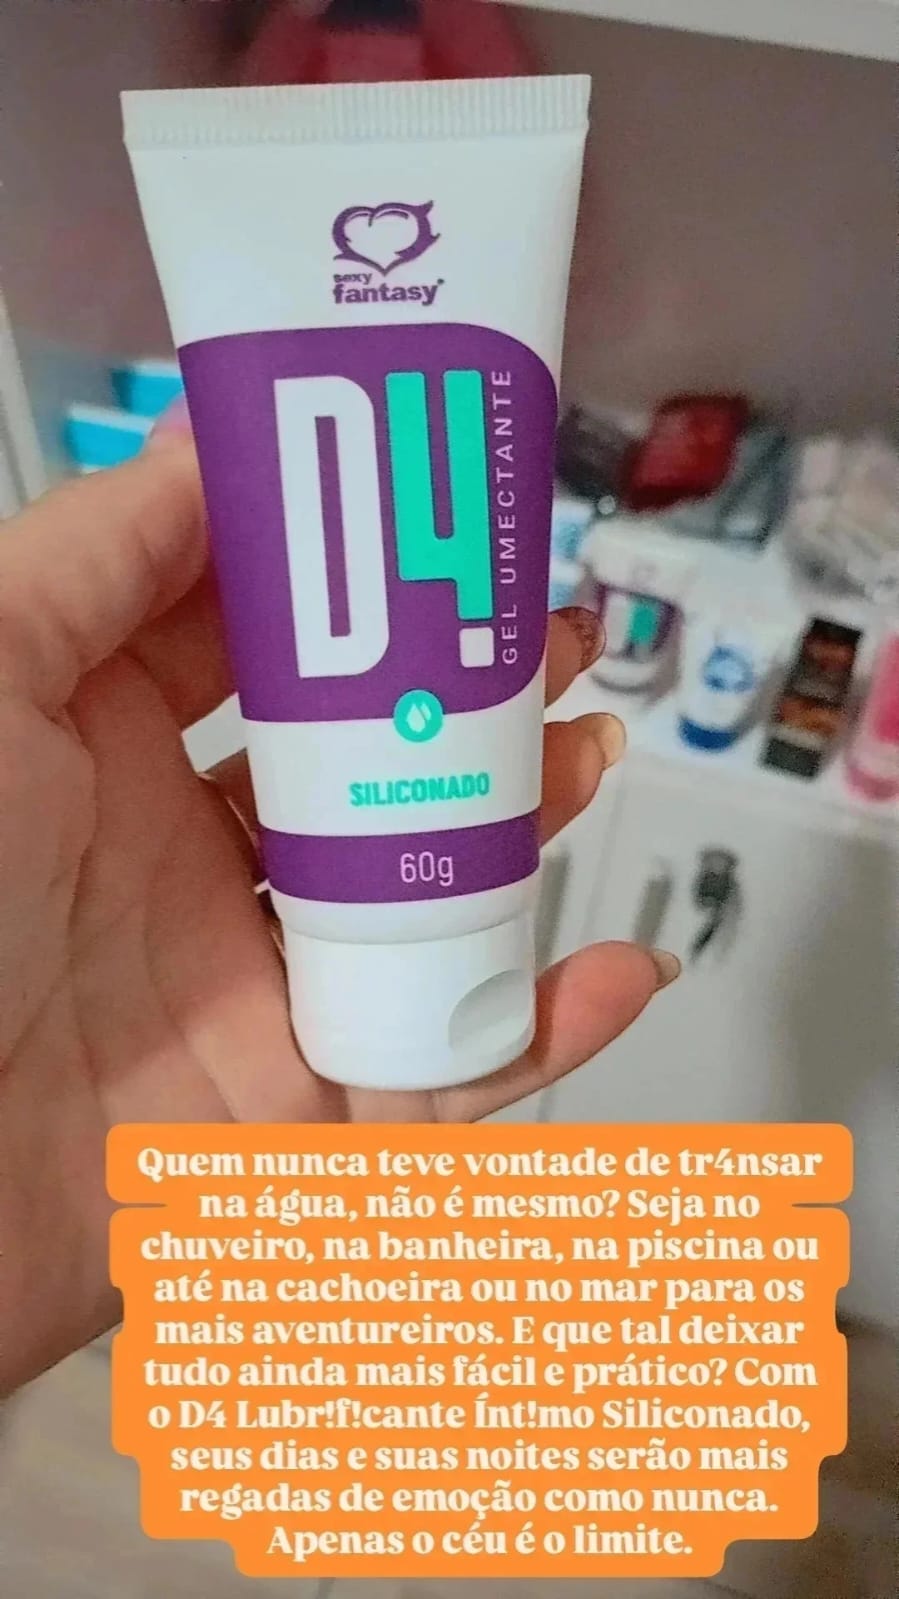 sexy
fantasy
D4
GEL UMECTANTE
SILICONADO
60g
Quem nunca teve vontade de tr4nsar
na água, não é mesmo? Seja no
chuveiro, na banheira, na piscina ou
até na cachoeira ou no mar para os
mais aventureiros. E que tal deixar
tudo ainda mais fácil e prático? Com
o D4 Lubr!f!cante Ínt!mo Siliconado,
seus dias e suas noites serão mais
regadas de emoção como nunca.
Apenas o céu é o limite.